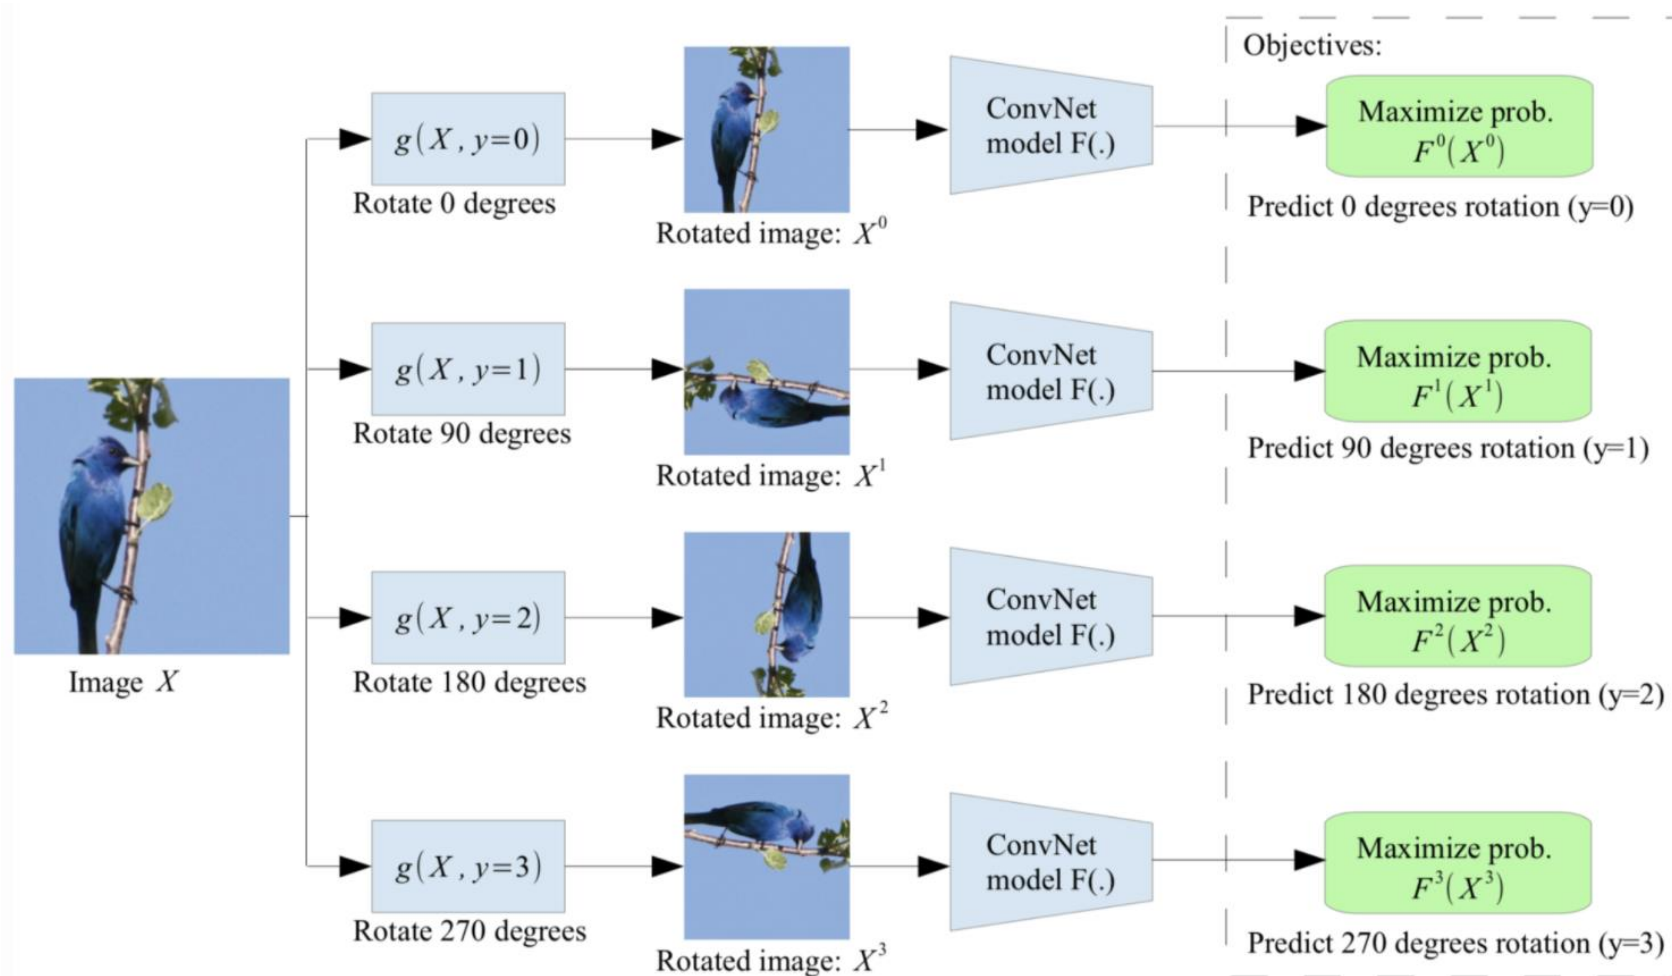 Objectives:
g(X, y=0)
Rotate 0 degrees
Rotated image: X⁰
ConvNet
model F(.)
Maximize prob.
F⁰(X⁰)
Predict 0 degrees rotation (y=0)
g(X, y=1)
Rotate 90 degrees
Rotated image: X¹
ConvNet
model F(.)
Maximize prob.
F¹(X¹)
Predict 90 degrees rotation (y=1)
Image X
g(X, y=2)
Rotate 180 degrees
Rotated image: X²
ConvNet
model F(.)
Maximize prob.
F²(X²)
Predict 180 degrees rotation (y=2)
g(X, y=3)
Rotate 270 degrees
Rotated image: X³
ConvNet
model F(.)
Maximize prob.
F³(X³)
Predict 270 degrees rotation (y=3)